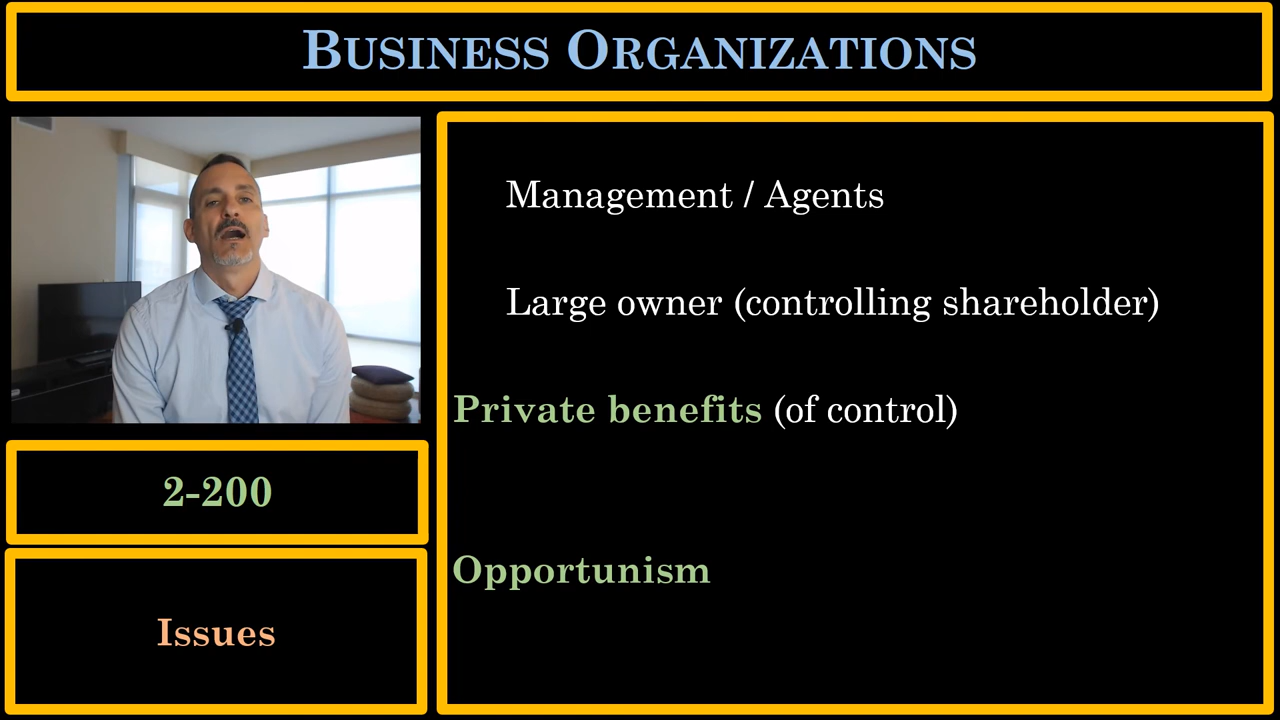 Business Organizations
Management / Agents
Large owner (controlling shareholder)
Private benefits (of control)
Opportunism
2-200
Issues